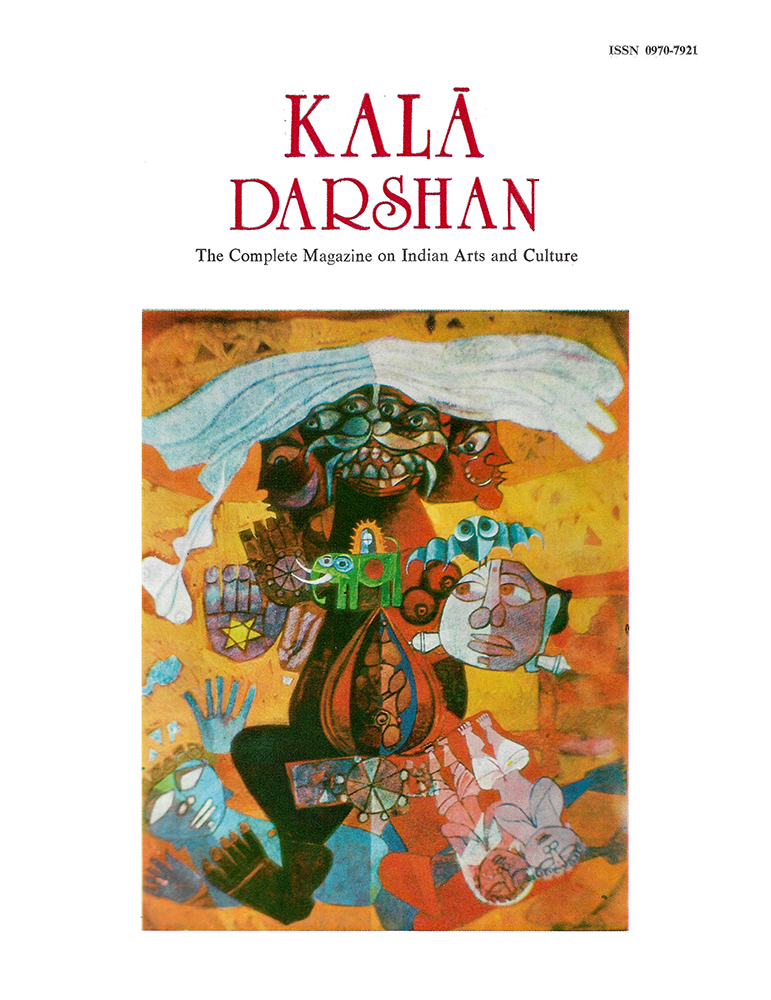 ISSN 0970-7921
KALĀ
DARSHAN
The Complete Magazine on Indian Arts and Culture